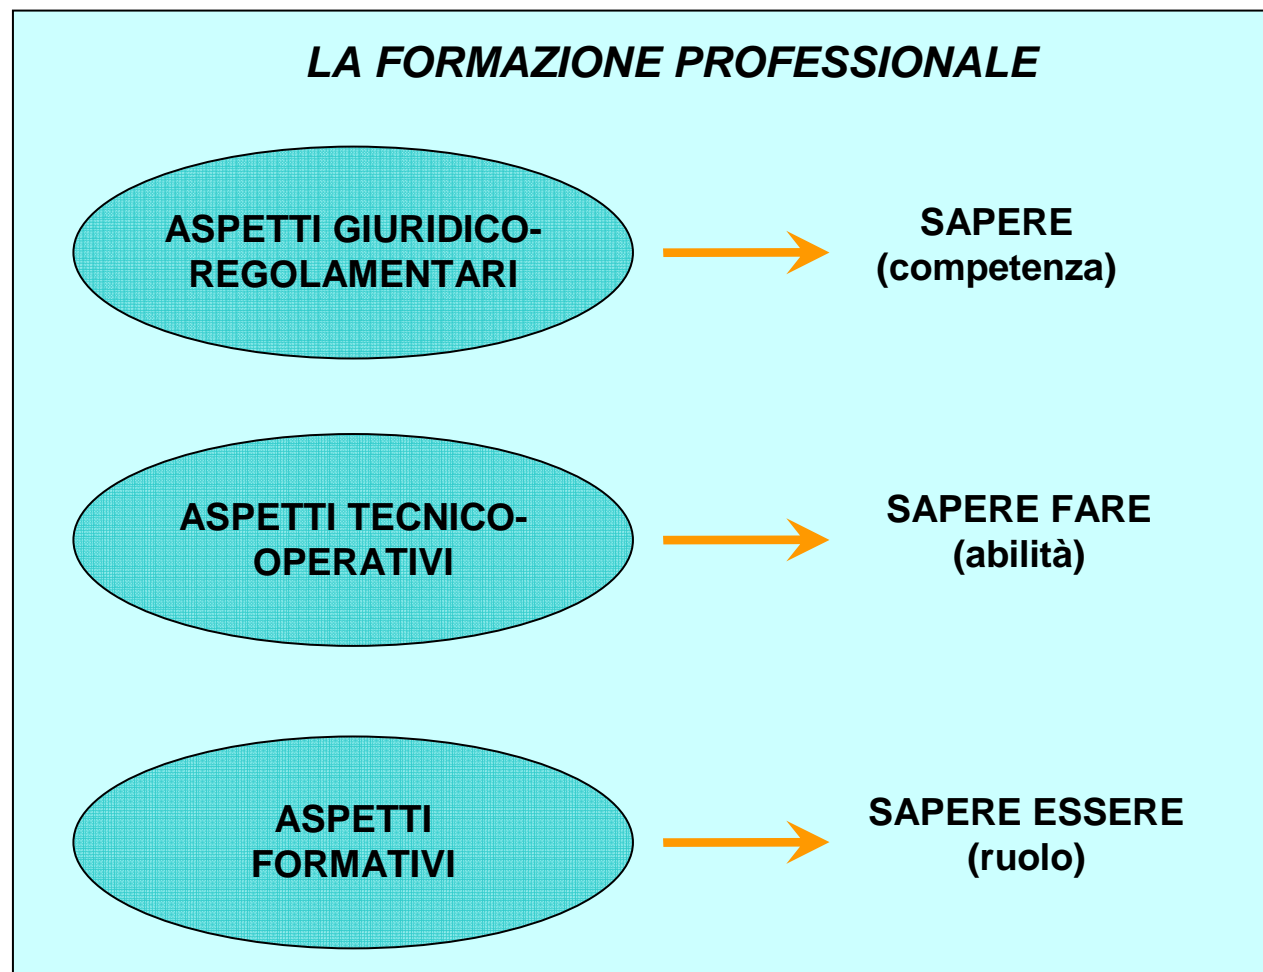 LA FORMAZIONE PROFESSIONALE
ASPETTI GIURIDICO-
REGOLAMENTARI
SAPERE
(competenza)
ASPETTI TECNICO-
OPERATIVI
SAPERE FARE
(abilità)
ASPETTI
FORMATIVI
SAPERE ESSERE
(ruolo)